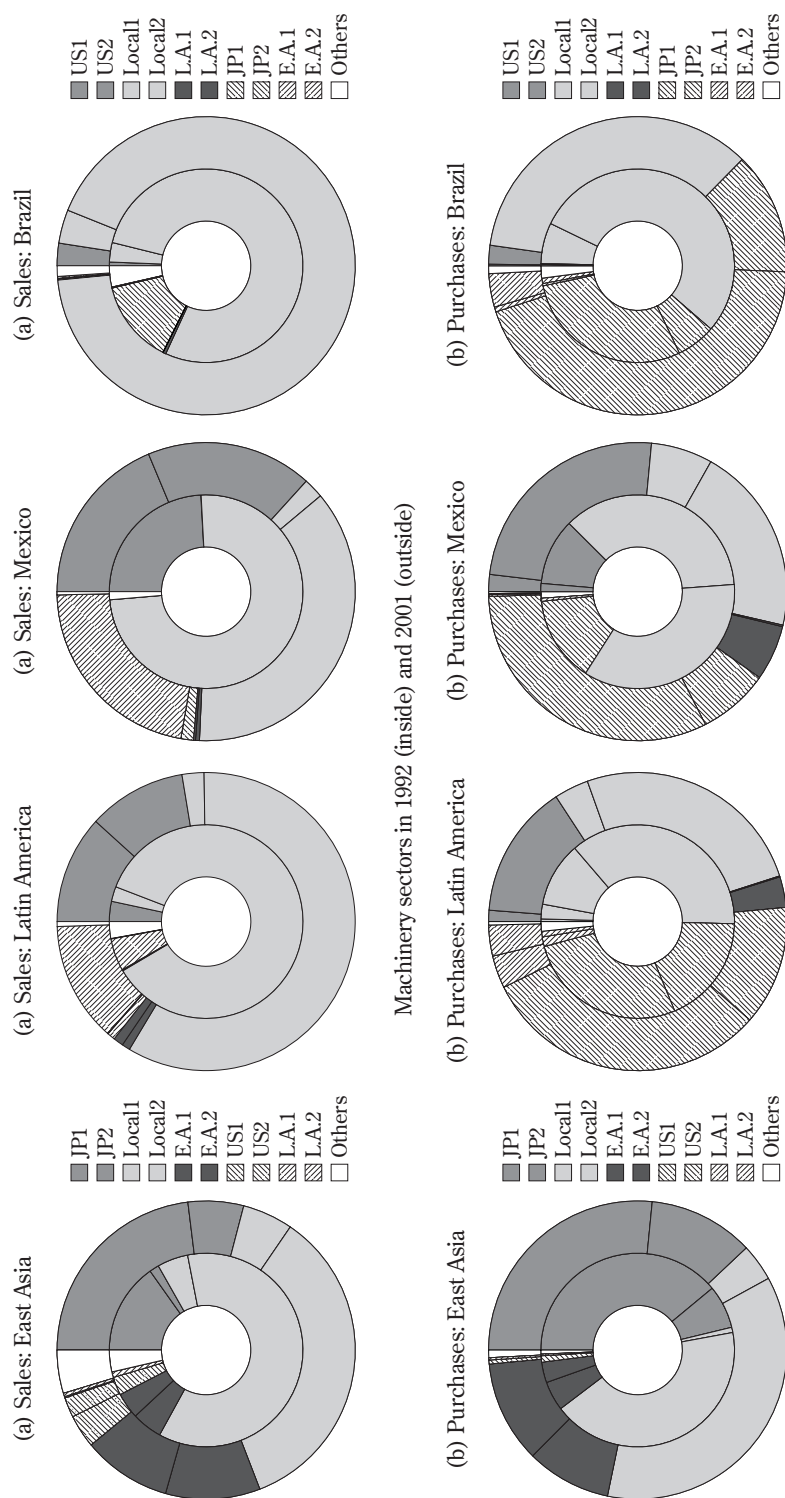 (a) Sales: East Asia
JP1
JP2
Local1
Local2
E.A.1
E.A.2
US1
US2
L.A.1
L.A.2
Others
(a) Sales: Latin America
(a) Sales: Mexico
(a) Sales: Brazil
US1
US2
Local1
Local2
L.A.1
L.A.2
JP1
JP2
E.A.1
E.A.2
Others
Machinery sectors in 1992 (inside) and 2001 (outside)
(b) Purchases: East Asia
JP1
JP2
Local1
Local2
E.A.1
E.A.2
US1
US2
L.A.1
L.A.2
Others
(b) Purchases: Latin America
(b) Purchases: Mexico
(b) Purchases: Brazil
US1
US2
Local1
Local2
L.A.1
L.A.2
JP1
JP2
E.A.1
E.A.2
Others